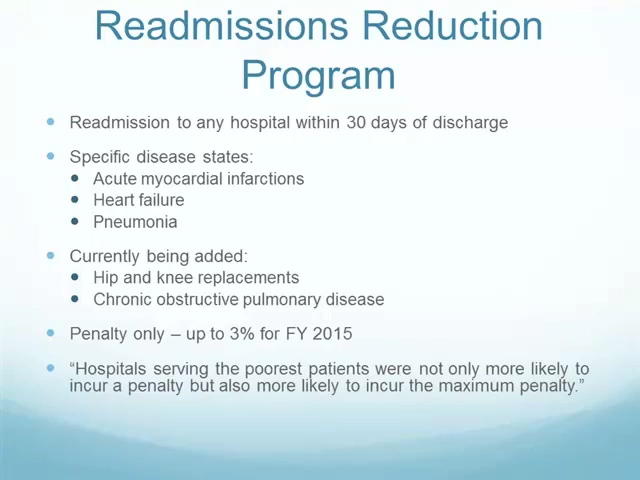 Readmissions Reduction
Program
Readmission to any hospital within 30 days of discharge
Specific disease states:
Acute myocardial infarctions
Heart failure
Pneumonia
Currently being added:
Hip and knee replacements
Chronic obstructive pulmonary disease
Penalty only – up to 3% for FY 2015
“Hospitals serving the poorest patients were not only more likely to
incur a penalty but also more likely to incur the maximum penalty.”